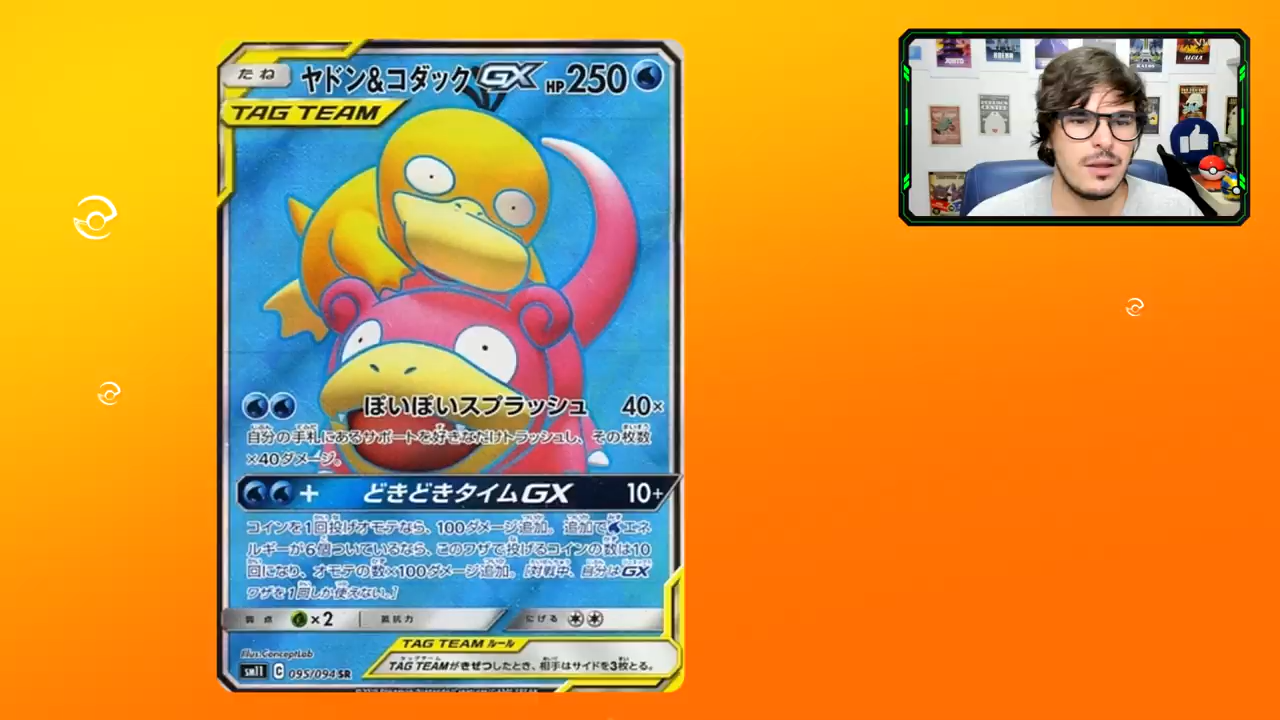 たね ヤドン&コダックGX HP250
TAG TEAM
ぽいぽいスプラッシュ 40×
自分の手札にあるサポートを好きなだけトラッシュし、その枚数
×40ダメージ。
+ どきどきタイムGX 10+
コインを1回投げオモテなら、100ダメージ追加。追加で エネ
ルギーが6個ついているなら、このワザで投げるコインの数は10
回になり、オモテの数×100ダメージ追加。[対戦中、自分はGX
ワザを1回しか使えない。]
弱点 ×2 抵抗力 にげる
TAG TEAM ルール
TAG TEAMがきぜつしたとき、相手はサイドを3枚とる。
Illus. ConceptLab
sm11 C 095/094 SR
JOHTO
ALOLA